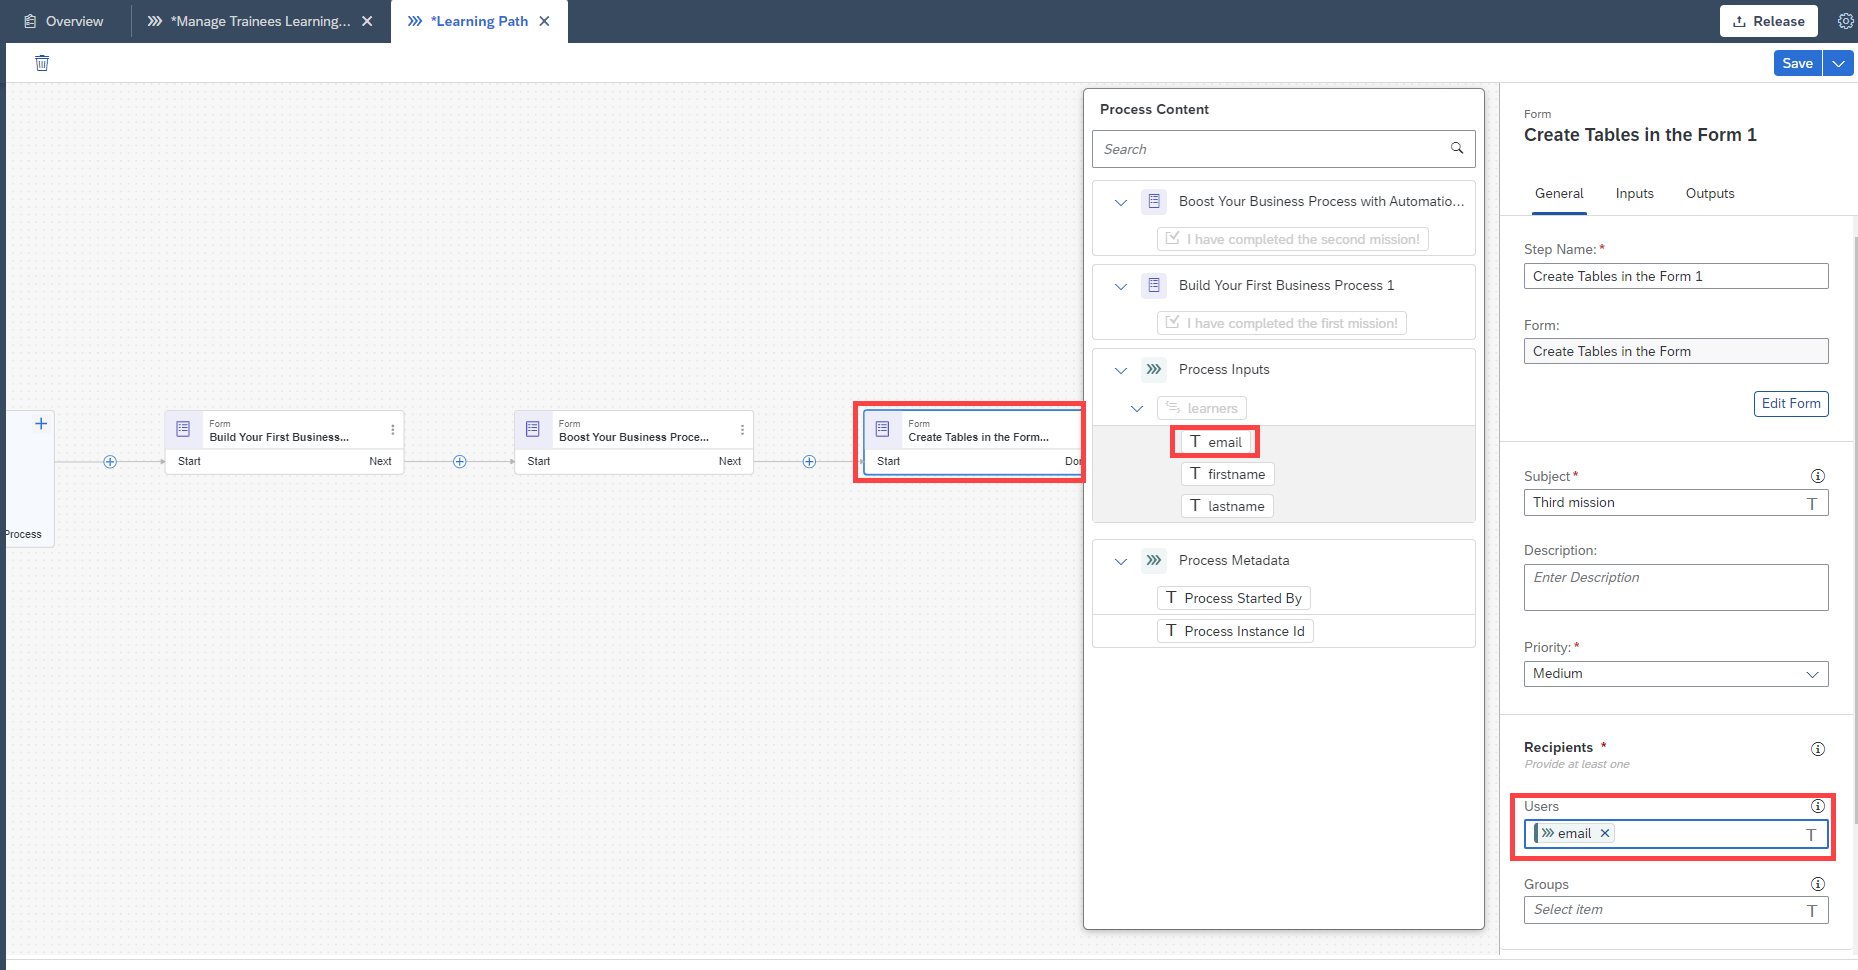 Overview
*Manage Trainees Learning...
*Learning Path
Release
Save
Process
Form
Build Your First Business...
Start
Next
Form
Boost Your Business Proce...
Start
Next
Form
Create Tables in the Form...
Start
Process Content
Search
Boost Your Business Process with Automatio...
I have completed the second mission!
Build Your First Business Process 1
I have completed the first mission!
Process Inputs
learners
T email
T firstname
T lastname
Process Metadata
T Process Started By
T Process Instance Id
Form
Create Tables in the Form 1
General
Inputs
Outputs
Step Name: *
Create Tables in the Form 1
Form:
Create Tables in the Form
Edit Form
Subject *
Third mission T
Description:
Enter Description
Priority: *
Medium
Recipients *
Provide at least one
Users
email T
Groups
Select item T